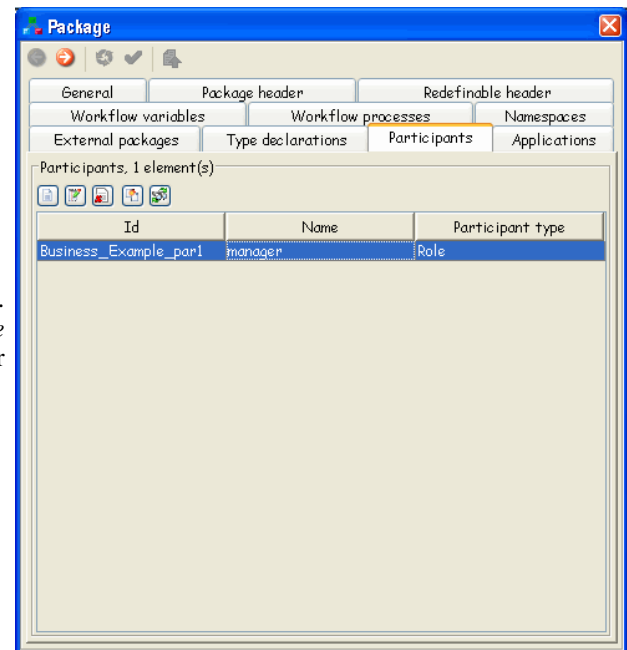 Package
General Package header Redefinable header
Workflow variables Workflow processes Namespaces
External packages Type declarations Participants Applications
Participants, 1 element(s)
Id Name Participant type
Business_Example_par1 manager Role
.
e
r